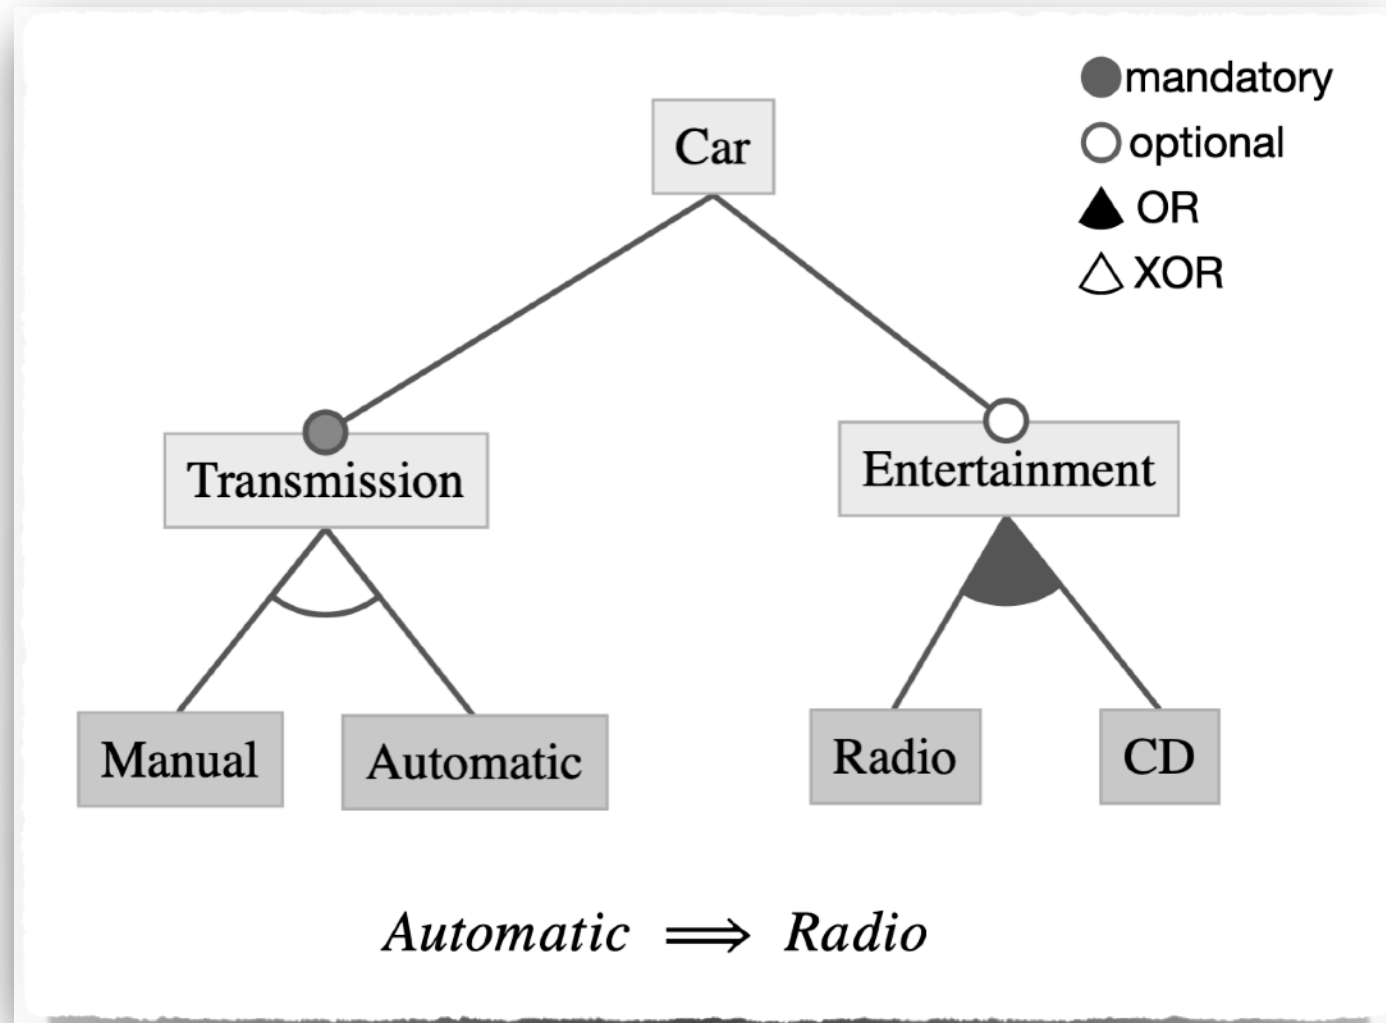 mandatory
optional
OR
XOR
Car
Transmission
Entertainment
Manual
Automatic
Radio
CD
Automatic ⟹ Radio